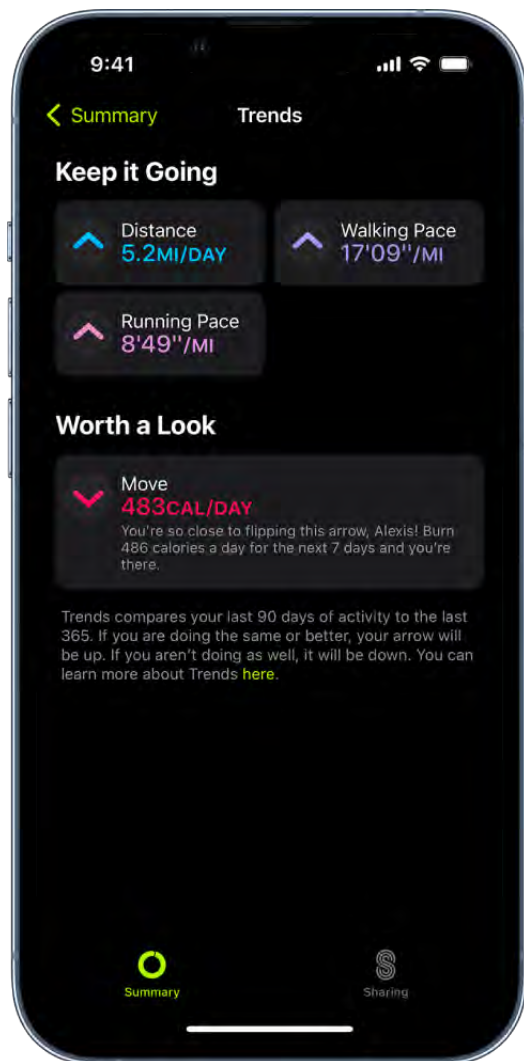 9:41
Summary
Trends
Keep it Going
Distance
5.2MI/DAY
Walking Pace
17'09"/MI
Running Pace
8'49"/MI
Worth a Look
Move
483CAL/DAY
You're so close to flipping this arrow, Alexis! Burn
486 calories a day for the next 7 days and you're
there.
Trends compares your last 90 days of activity to the last
365. If you are doing the same or better, your arrow will
be up. If you aren't doing as well, it will be down. You can
learn more about Trends here.
Summary
Sharing